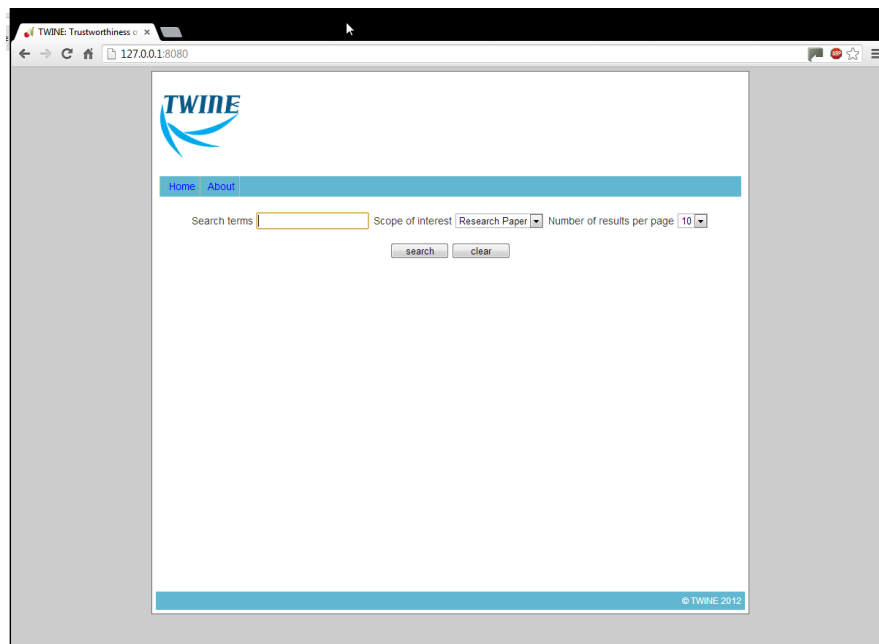 TWINE: Trustworthiness o
127.0.0.1:8080
ABP
TWINE
Home About
Search terms Scope of interest Research Paper Number of results per page 10
search clear
© TWINE 2012